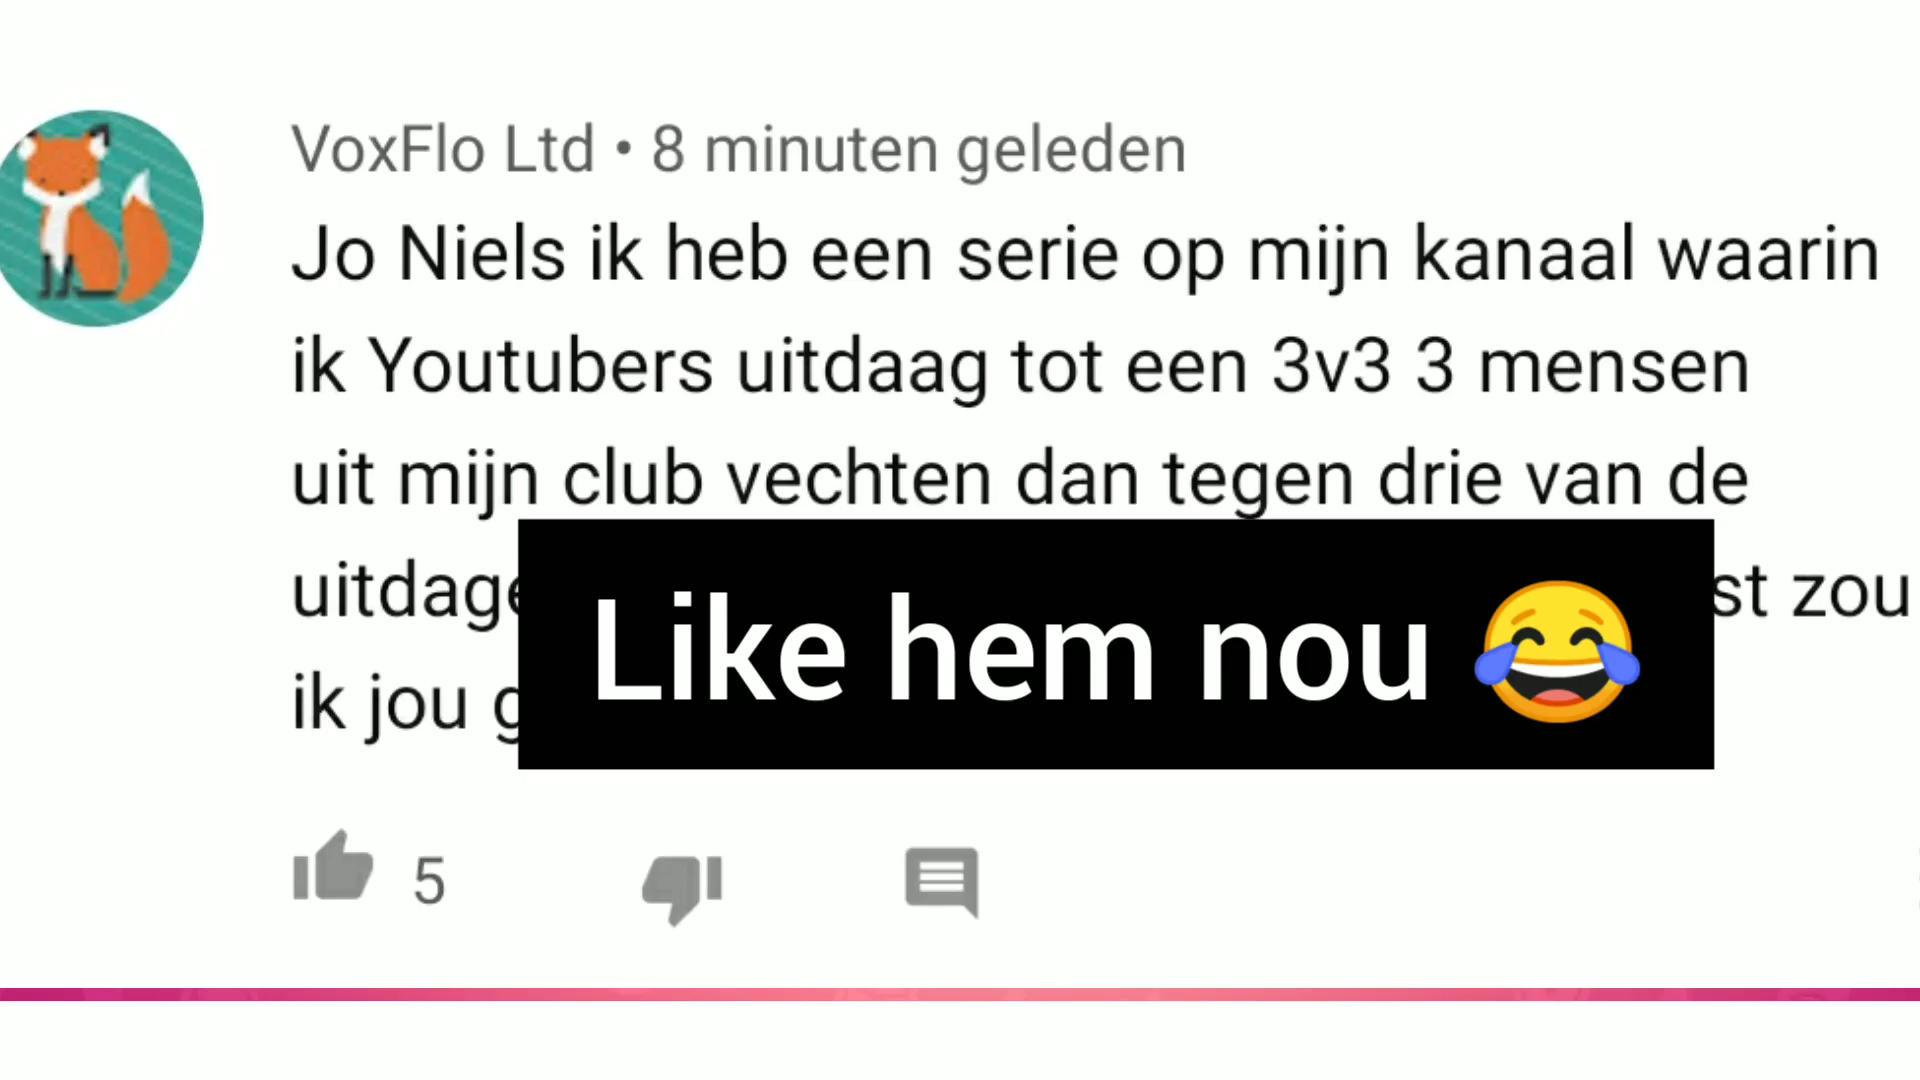 VoxFlo Ltd • 8 minuten geleden
Jo Niels ik heb een serie op mijn kanaal waarin
ik Youtubers uitdaag tot een 3v3 3 mensen
uit mijn club vechten dan tegen drie van de
zou
ik jou
Like hem nou 😂
5